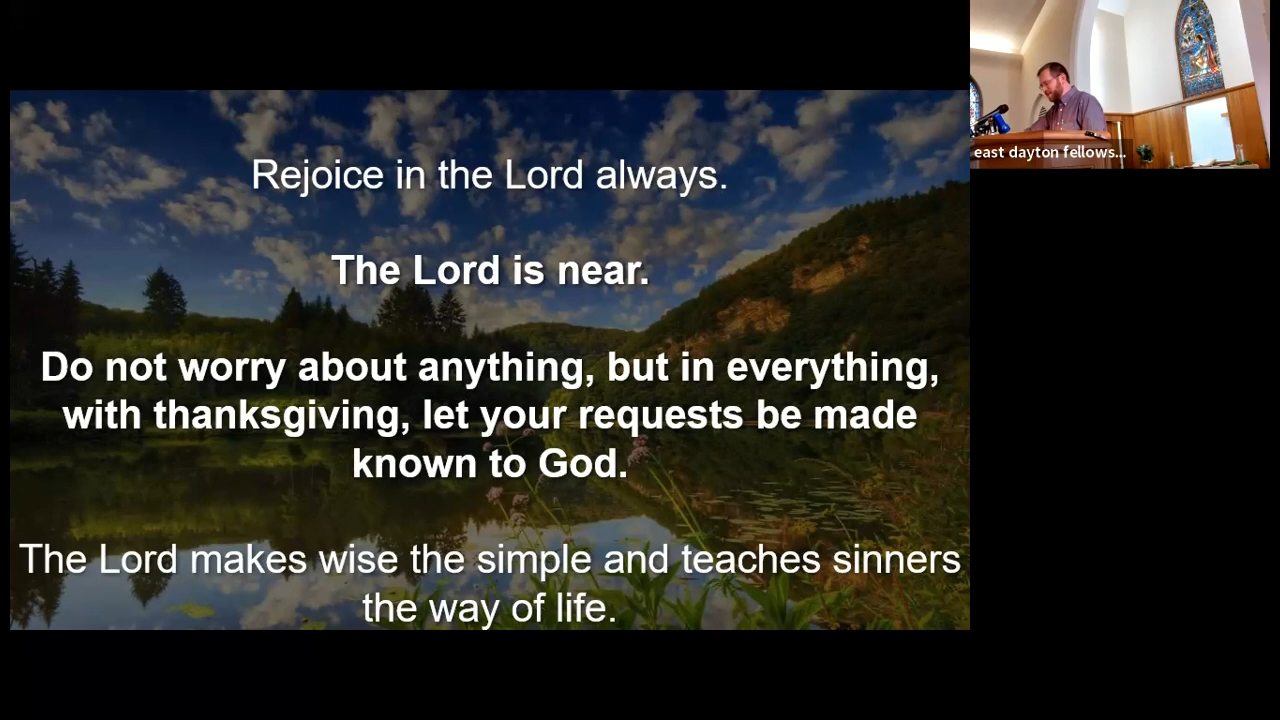 Rejoice in the Lord always.
The Lord is near.
Do not worry about anything, but in everything,
with thanksgiving, let your requests be made
known to God.
The Lord makes wise the simple and teaches sinners
the way of life.
east dayton fellows...